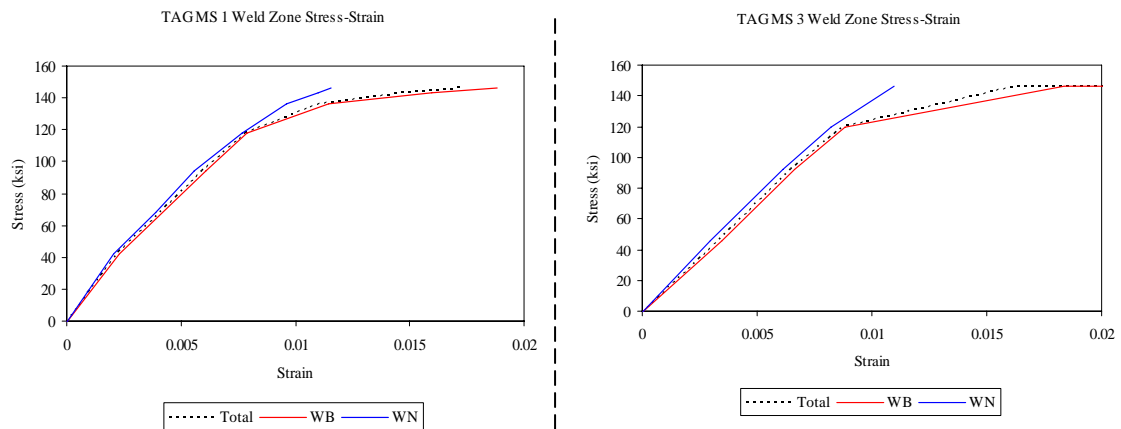 TAGMS 1 Weld Zone Stress-Strain
160
140
120
100
80
60
40
20
0
Stress (ksi)
0 0.005 0.01 0.015 0.02
Strain
Total WB WN
TAGMS 3 Weld Zone Stress-Strain
160
140
120
100
80
60
40
20
0
Stress (ksi)
0 0.005 0.01 0.015 0.02
Strain
Total WB WN